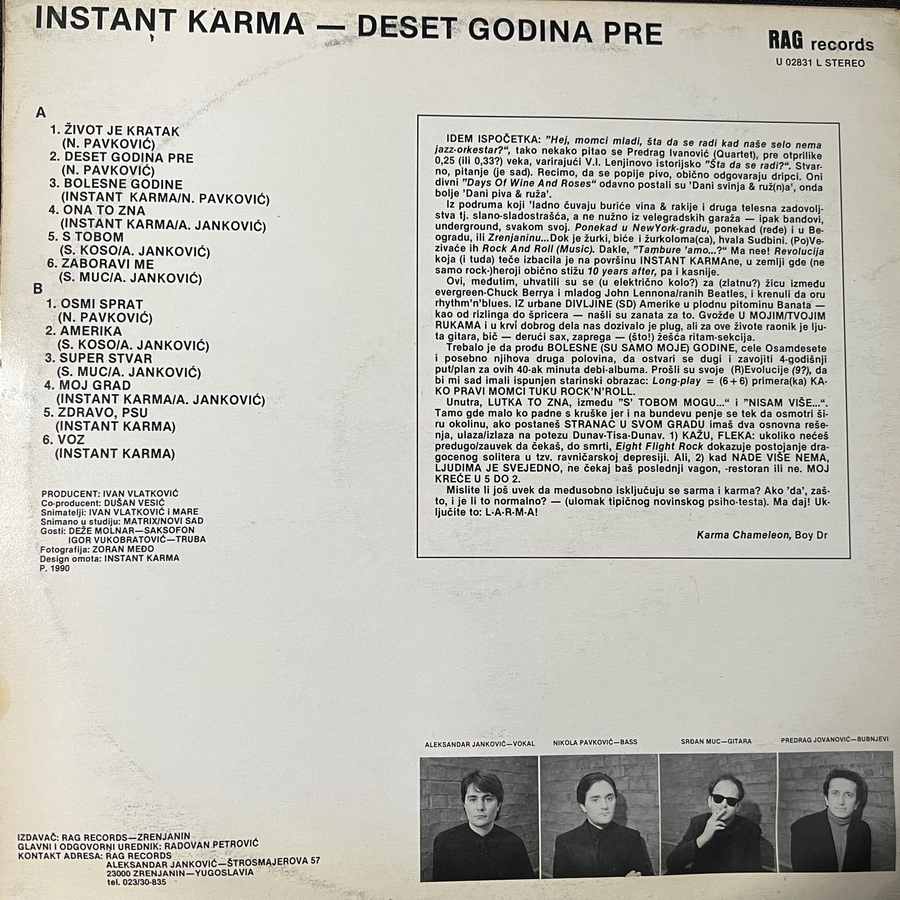 INSTANT KARMA — DESET GODINA PRE
RAG records
U 02831 L STEREO
A
1. ŽIVOT JE KRATAK
(N. PAVKOVIĆ)
2. DESET GODINA PRE
(N. PAVKOVIĆ)
3. BOLESNE GODINE
(INSTANT KARMA/N. PAVKOVIĆ)
4. ONA TO ZNA
(INSTANT KARMA/A. JANKOVIĆ)
5. S TOBOM
(S. KOSO/A. JANKOVIĆ)
6. ZABORAVI ME
(S. MUC/A. JANKOVIĆ)
B
1. OSMI SPRAT
(N. PAVKOVIĆ)
2. AMERIKA
(S. KOSO/A. JANKOVIĆ)
3. SUPER STVAR
(S. MUC/A. JANKOVIĆ)
4. MOJ GRAD
(INSTANT KARMA/A. JANKOVIĆ)
5. ZDRAVO, PSU
(INSTANT KARMA)
6. VOZ
(INSTANT KARMA)
PRODUCENT: IVAN VLATKOVIĆ
Co-producent: DUŠAN VESIĆ
Snimatelji: IVAN VLATKOVIĆ i MARE
Snimano u studiju: MATRIX/NOVI SAD
Gosti: DEŽE MOLNAR—SAKSOFON
IGOR VUKOBRATOVIĆ—TRUBA
Fotografija: ZORAN MEĐO
Design omota: INSTANT KARMA
P. 1990
IDEM ISPOČETKA: "Hej, momci mladi, šta da se radi kad naše selo nema
jazz-orkestar?", tako nekako pitao se Predrag Ivanović (Quartet), pre otprilike
0,25 (ili 0,33?) veka, varirajući V.I. Lenjinovo istorijsko "Šta da se radi?". Stvar-
no, pitanje (je sad). Recimo, da se popije pivo, obično odgovaraju dripci. Oni
divni "Days Of Wine And Roses" odavno postali su 'Dani svinja & ruž(n)a', onda
bolje 'Dani piva & ruža'.
Iz podruma koji 'ladno čuvaju buriće vina & rakije i druga telesna zadovolj-
stva tj. slano-sladostrašća, a ne nužno iz velegradskih garaža — ipak bandovi,
underground, svakom svoj. Ponekad u NewYork-gradu, ponekad (ređe) i u Be-
ogradu, ili Zrenjaninu...Dok je žurki, biće i žurkoloma(ca), hvala Sudbini. (Po)Ve-
zivaće ih Rock And Roll (Music). Dakle, "Tambure 'amo...?" Ma nee! Revolucija
koja (i tuda) teče izbacila je na površinu INSTANT KARMAne, u zemlji gde (ne
samo rock-)heroji obično stižu 10 years after, pa i kasnije.
Ovi, međutim, uhvatili su se (u električno kolo?) za (zlatnu?) žicu između
evergreen-Chuck Berrya i mladog John Lennona/ranih Beatles, i krenuli da oru
rhythm'n'blues. IZ urbane DIVLJINE (SD) Amerike u plodnu pitominu Banata —
kao od rizlinga do špricera — našli su zanata za to. Gvožđe U MOJIM/TVOJIM
RUKAMA i u krvi dobrog dela nas dozivalo je plug, ali za ove živote raonik je lju-
ta gitara, bič — derući sax, zaprega — (što!) žešća ritam-sekcija.
Trebalo je da prođu BOLESNE (SU SAMO MOJE) GODINE, cele Osamdesete
i posebno njihova druga polovina, da ostvari se dugi i zavojiti 4-godišnji
put/plan za ovih 40-ak minuta debi-albuma. Prošli su svoje (R)Evolucije (9?), da
bi mi sad imali ispunjen starinski obrazac: Long-play = (6+6) primera(ka) KA-
KO PRAVI MOMCI TUKU ROCK'N'ROLL.
Unutra, LUTKA TO ZNA, između "S' TOBOM MOGU..." i "NISAM VIŠE...".
Tamo gde malo ko padne s kruške jer i na bundevu penje se tek da osmotri ši-
ru okolinu, ako postaneš STRANAC U SVOM GRADU imaš dva osnovna reše-
nja, ulaza/izlaza na potezu Dunav-Tisa-Dunav. 1) KAŽU, FLEKA: ukoliko nećeš
predugo/zauvek da čekaš, do smrti, Eight Flight Rock dokazuje postojanje dra-
gocenog solitera u tzv. ravničarskoj depresiji. Ali, 2) kad NADE VIŠE NEMA,
LJUDIMA JE SVEJEDNO, ne čekaj baš poslednji vagon, -restoran ili ne. MOJ
KREĆE U 5 DO 2.
Mislite li još uvek da međusobno isključuju se sarma i karma? Ako 'da', zaš-
to, i je li to normalno? — (ulomak tipičnog novinskog psiho-testa). Ma daj! Uk-
ljučite to: L-A-R-M-A!
Karma Chameleon, Boy Dr
ALEKSANDAR JANKOVIĆ—VOKAL
NIKOLA PAVKOVIĆ—BASS
SRĐAN MUC—GITARA
PREDRAG JOVANOVIĆ—BUBNJEVI
IZDAVAČ: RAG RECORDS—ZRENJANIN
GLAVNI I ODGOVORNI UREDNIK: RADOVAN PETROVIĆ
KONTAKT ADRESA: RAG RECORDS
ALEKSANDAR JANKOVIĆ—ŠTROSMAJEROVA 57
23000 ZRENJANIN—YUGOSLAVIA
tel. 023/30-835